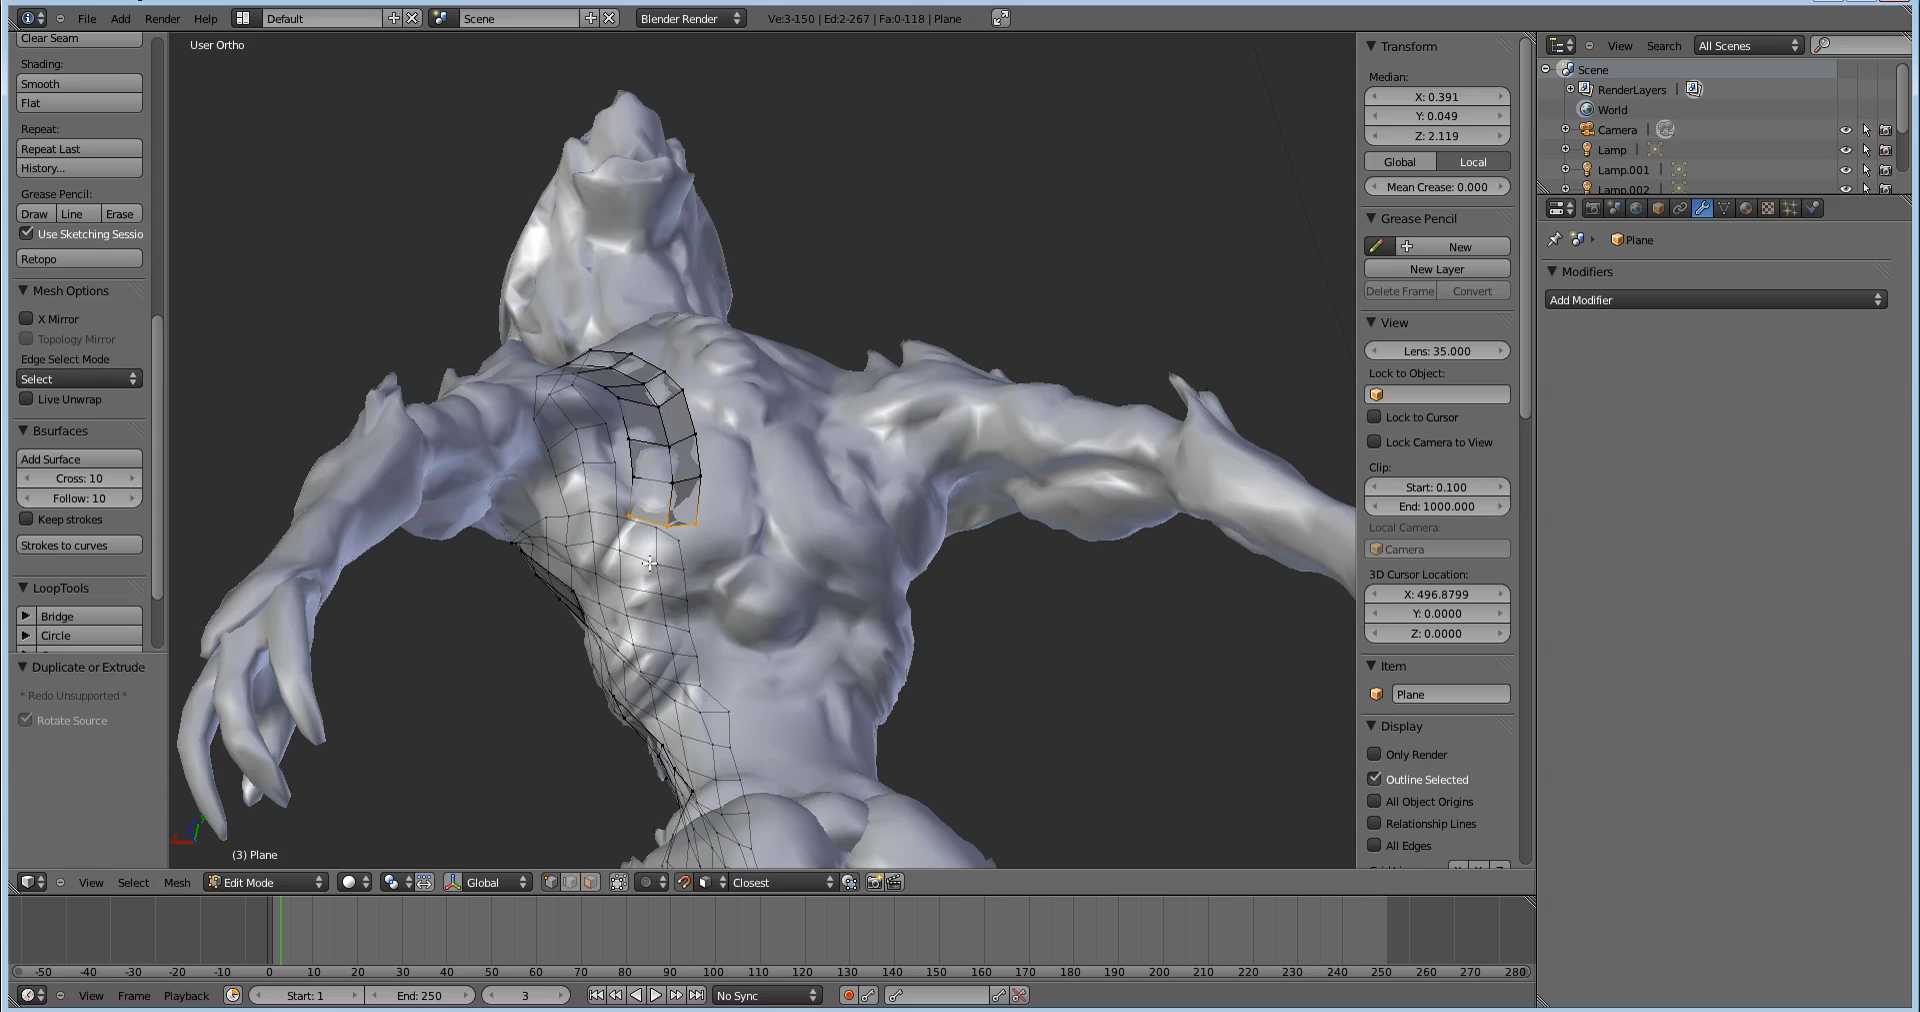 File Add Render Help Default Scene Blender Render Ve:3-150 | Ed:2-267 | Fa:0-118 | Plane
Clear Seam
Shading:
Smooth
Flat
Repeat:
Repeat Last
History...
Grease Pencil:
Draw Line Erase
Use Sketching Sessio
Retopo
Mesh Options
X Mirror
Topology Mirror
Edge Select Mode
Select
Live Unwrap
Bsurfaces
Add Surface
Cross: 10
Follow: 10
Keep strokes
Strokes to curves
LoopTools
Bridge
Circle
Duplicate or Extrude
* Redo Unsupported *
Rotate Source
User Ortho
(3) Plane
Transform
Median:
X: 0.391
Y: 0.049
Z: 2.119
Global Local
Mean Crease: 0.000
Grease Pencil
New
New Layer
Delete Frame Convert
View
Lens: 35.000
Lock to Object:
Lock to Cursor
Lock Camera to View
Clip:
Start: 0.100
End: 1000.000
Local Camera:
Camera
3D Cursor Location:
X: 496.8799
Y: 0.0000
Z: 0.0000
Item
Plane
Display
Only Render
Outline Selected
All Object Origins
Relationship Lines
All Edges
View Search All Scenes
Scene
RenderLayers
World
Camera
Lamp
Lamp.001
Lamp.002
Plane
Modifiers
Add Modifier
View Select Mesh Edit Mode Global Closest
-50 -40 -30 -20 -10 0 10 20 30 40 50 60 70 80 90 100 110 120 130 140 150 160 170 180 190 200 210 220 230 240 250 260 270 280
View Frame Playback Start: 1 End: 250 3 No Sync